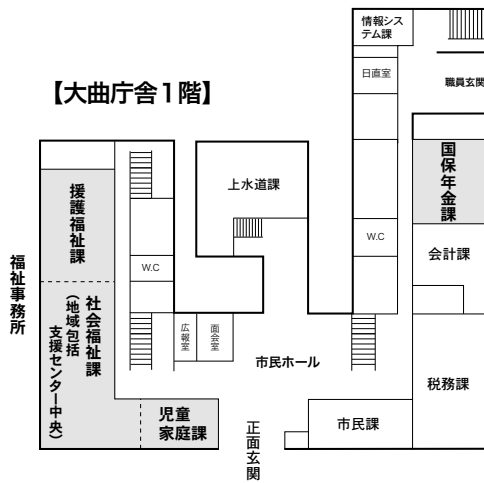 情報シス
テム課
日直室
職員玄関
【大曲庁舎1階】
国保年金課
援護福祉課
上水道課
W.C
W.C
会計課
福祉事務所
社会福祉課
（地域包括
支援センター中央）
広報室
面会室
市民ホール
税務課
児童
家庭課
正面玄関
市民課